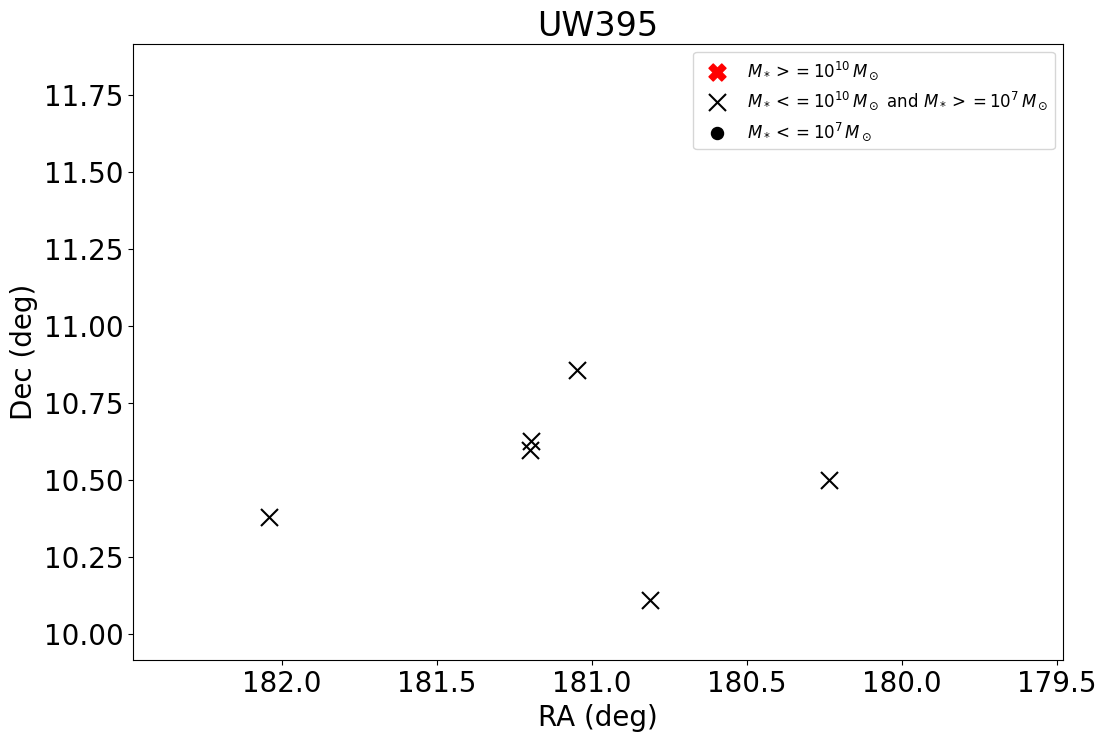 UW395
M* >= 10^10 M⊙
M* <= 10^10 M⊙ and M* >= 10^7 M⊙
M* <= 10^7 M⊙
11.75
11.50
11.25
11.00
10.75
10.50
10.25
10.00
Dec (deg)
182.0 181.5 181.0 180.5 180.0 179.5
RA (deg)